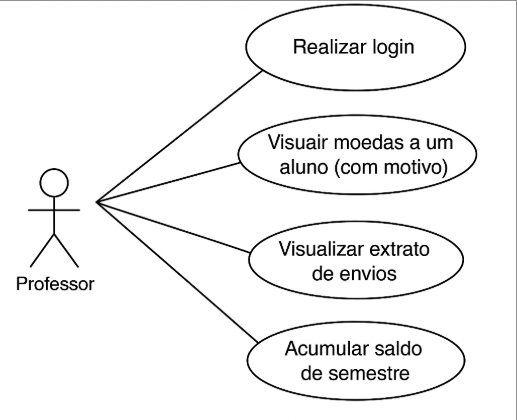 Realizar login
Visuair moedas a um
aluno (com motivo)
Visualizar extrato
de envios
Professor
Acumular saldo
de semestre